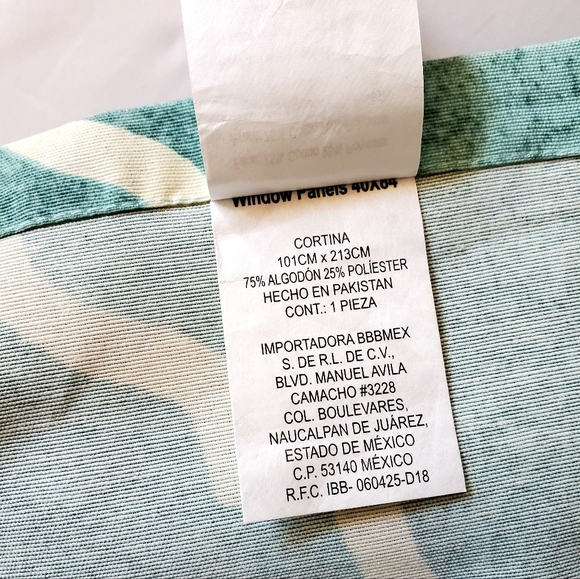 Window Panels 40X84
CORTINA
101CM x 213CM
75% ALGODÓN 25% POLÍESTER
HECHO EN PAKISTAN
CONT.: 1 PIEZA
IMPORTADORA BBBMEX
S. DE R.L. DE C.V.,
BLVD. MANUEL AVILA
CAMACHO #3228
COL. BOULEVARES,
NAUCALPAN DE JUÁREZ,
ESTADO DE MÉXICO
C.P. 53140 MÉXICO
R.F.C. IBB- 060425-D18